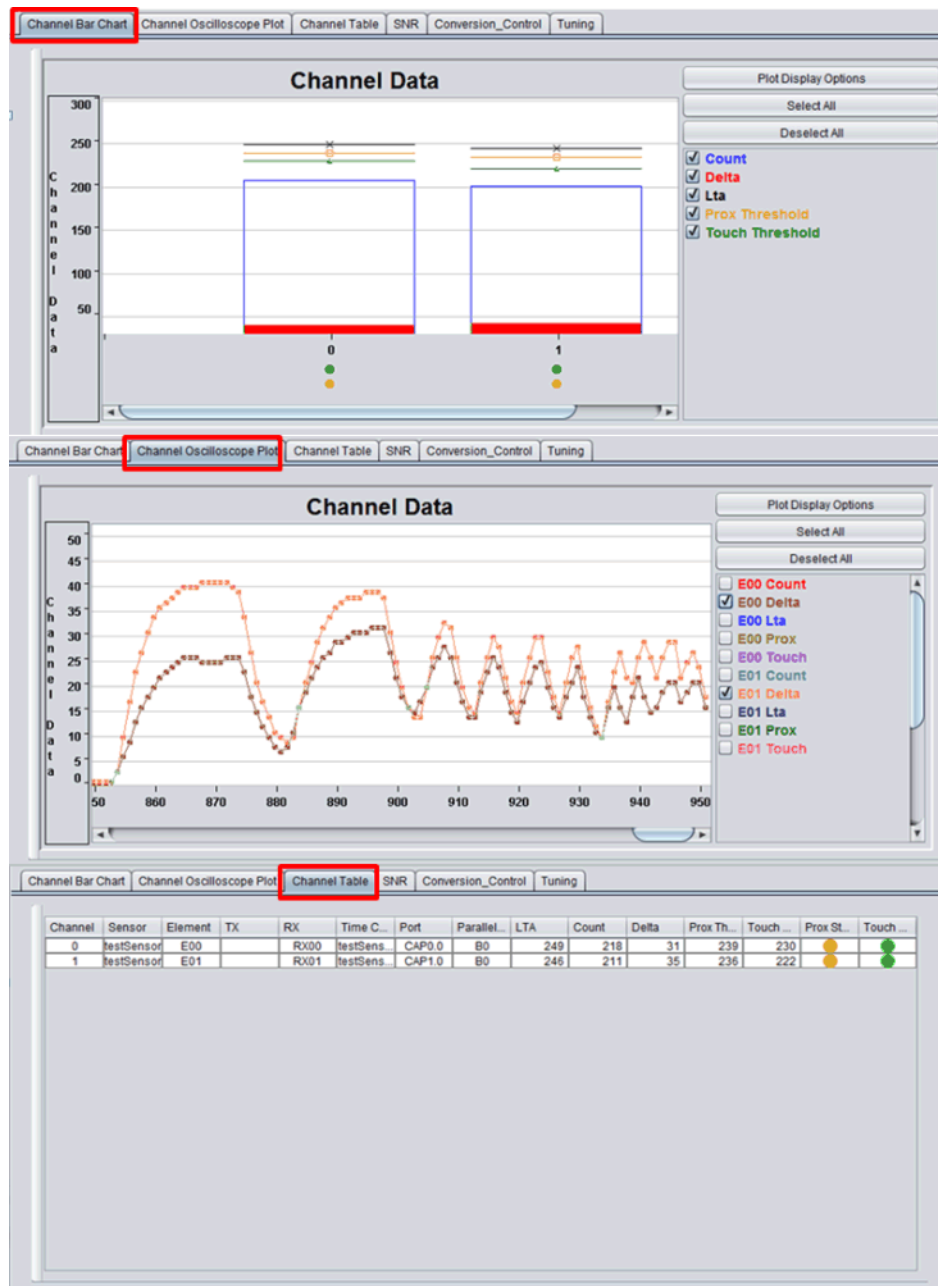 Channel Bar Chart Channel Oscilloscope Plot Channel Table SNR Conversion_Control Tuning
Channel Data
Plot Display Options
Select All
Deselect All
Count
Delta
Lta
Prox Threshold
Touch Threshold
Channel Data
300
250
200
150
100
50
0 1
Channel Bar Chart Channel Oscilloscope Plot Channel Table SNR Conversion_Control Tuning
Channel Data
Plot Display Options
Select All
Deselect All
E00 Count
E00 Delta
E00 Lta
E00 Prox
E00 Touch
E01 Count
E01 Delta
E01 Lta
E01 Prox
E01 Touch
Channel Data
50
45
40
35
30
25
20
15
10
5
0
50 860 870 880 890 900 910 920 930 940 950
Channel Bar Chart Channel Oscilloscope Plot Channel Table SNR Conversion_Control Tuning
Channel Sensor Element TX RX Time C... Port Parallel... LTA Count Delta Prox Th... Touch ... Prox St... Touch ...
0 testSensor E00 RX00 testSens... CAP0.0 B0 249 218 31 239 230
1 testSensor E01 RX01 testSens... CAP1.0 B0 246 211 35 236 222